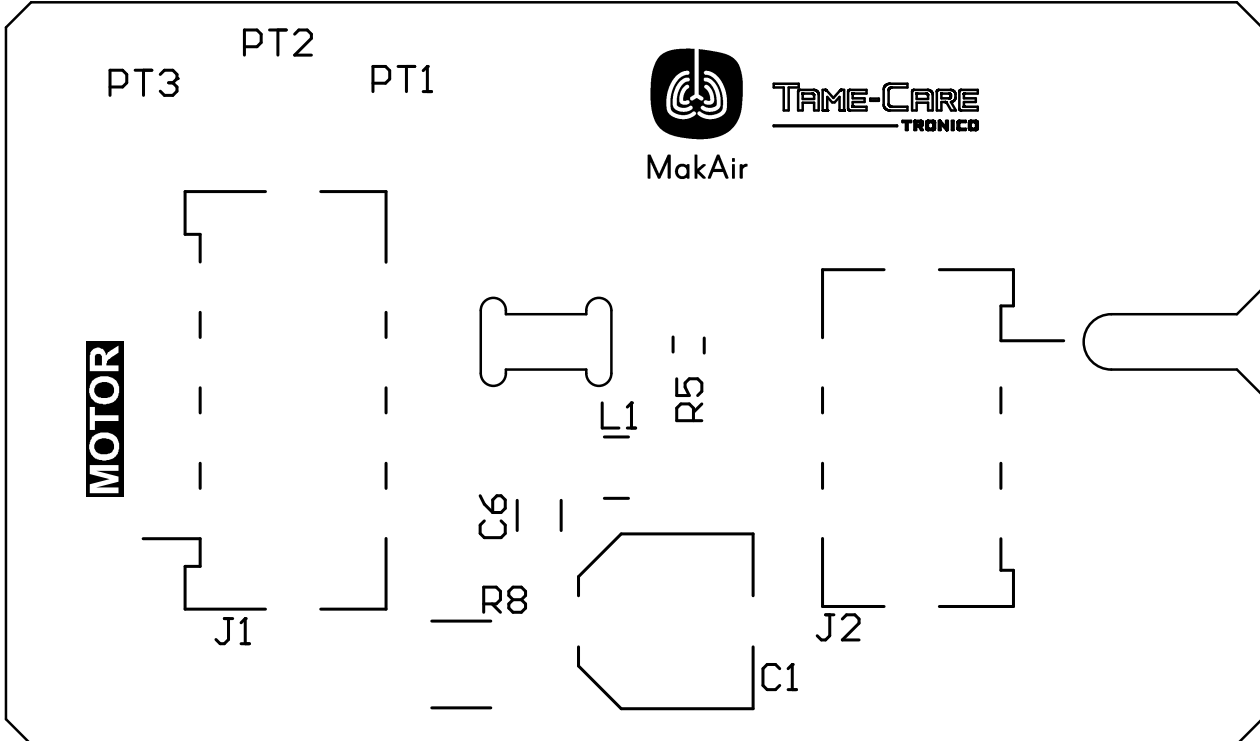 PT2
PT3
PT1
TAME-CARE
TRONICO
MakAir
MOTOR
R5
L1
C6
R8
J1
J2
C1